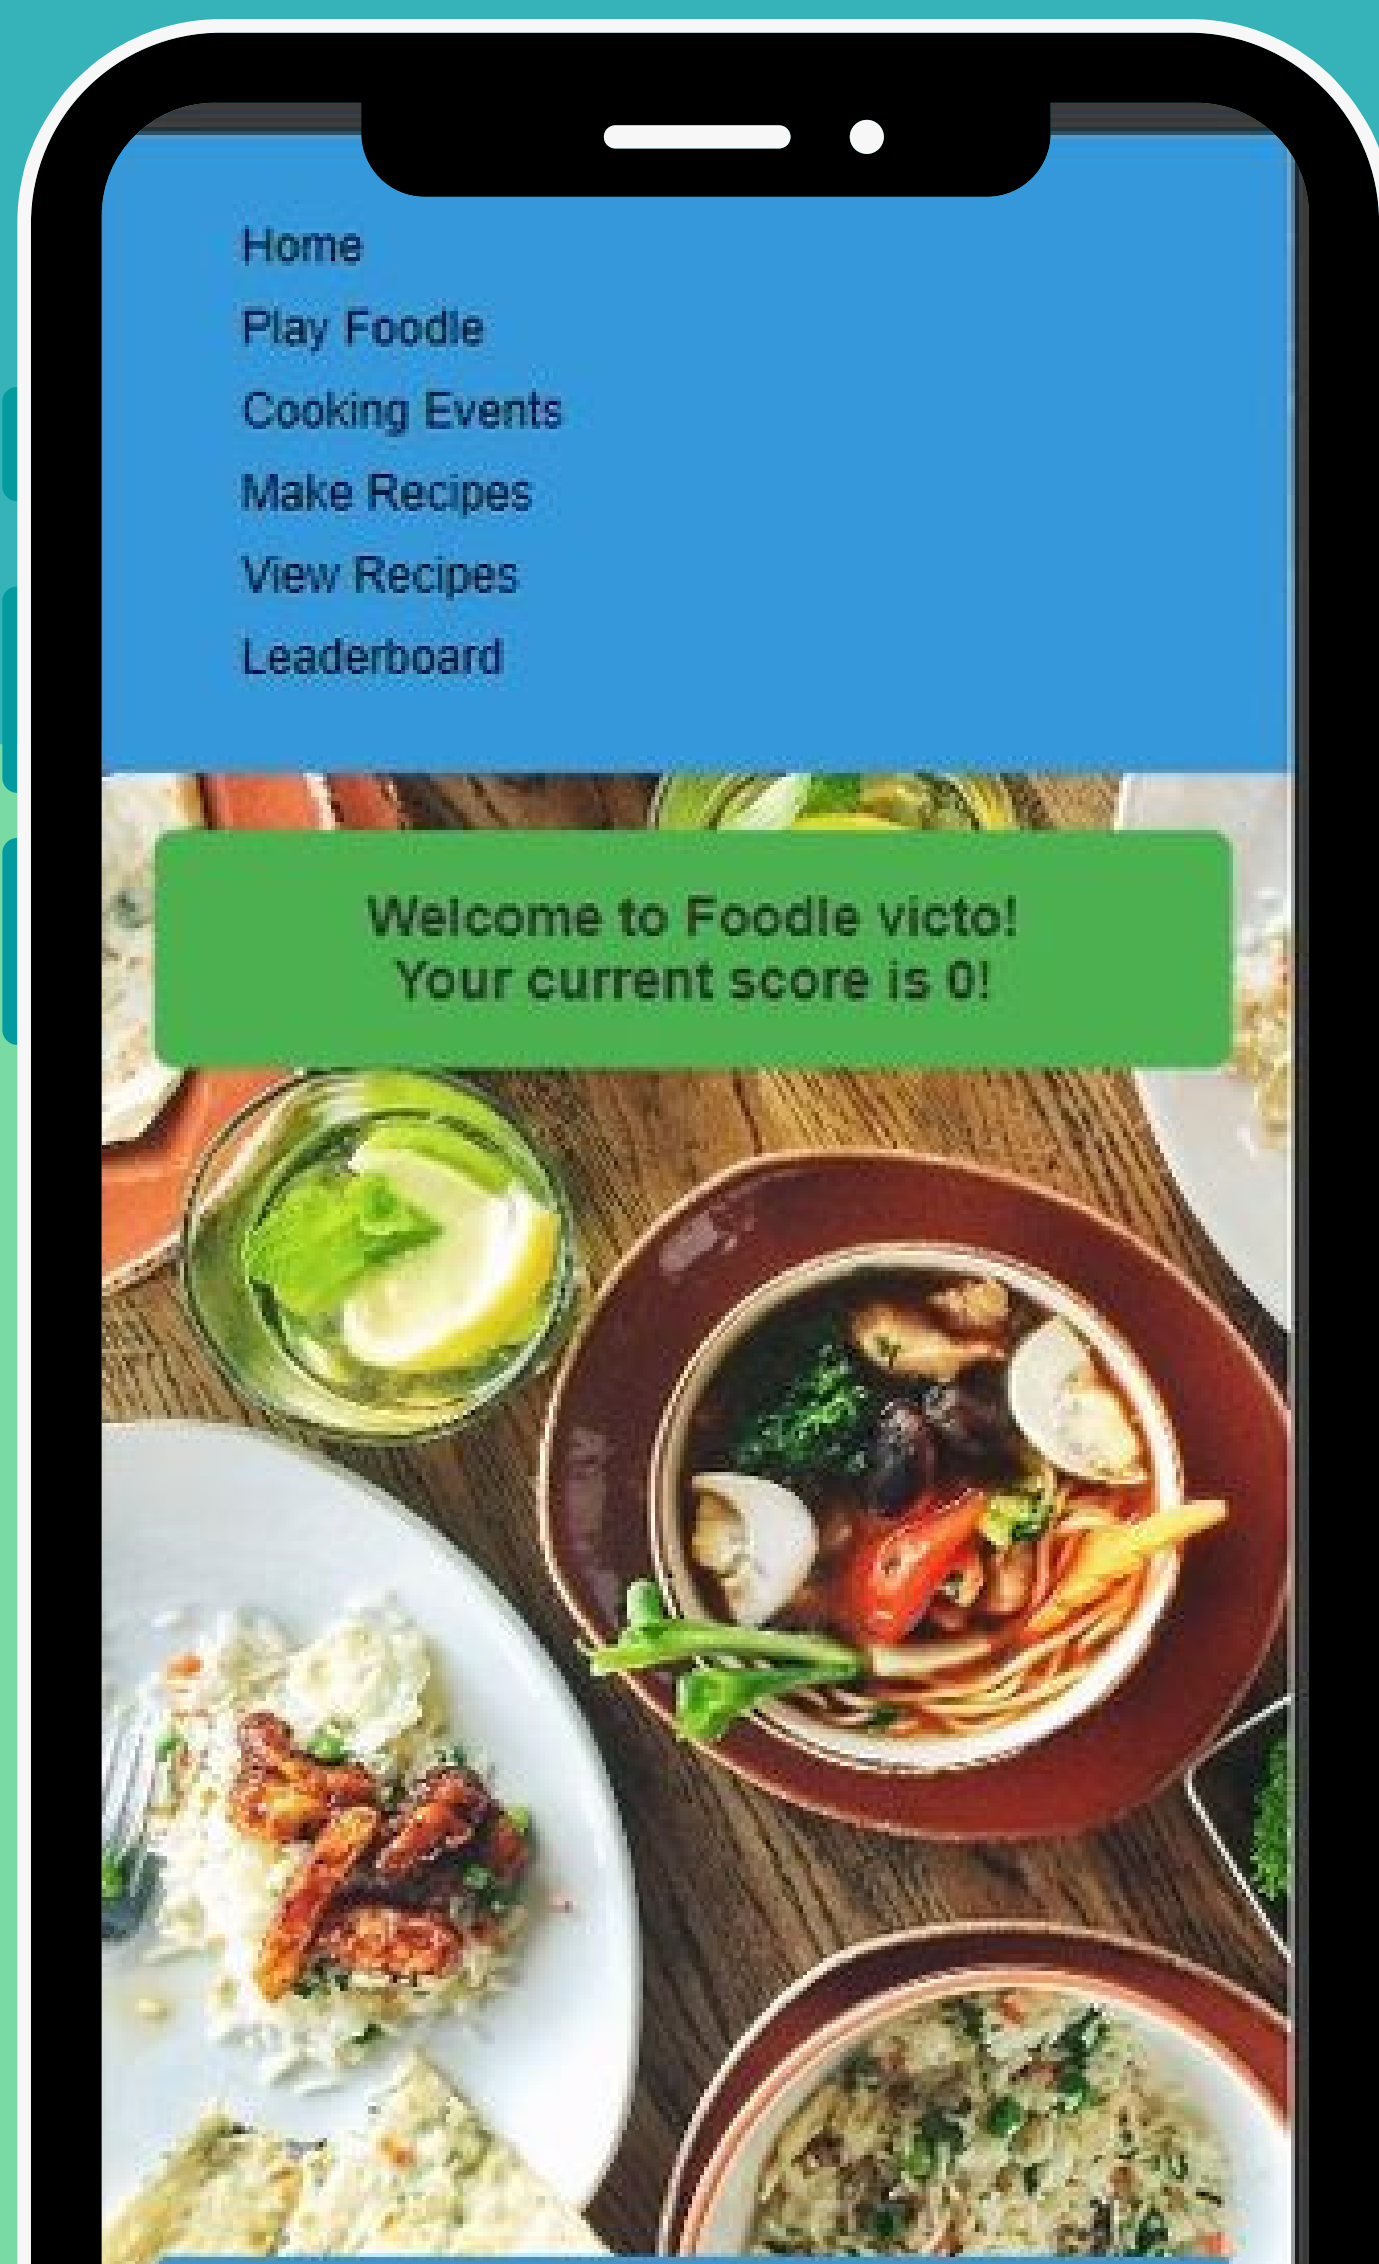 Home
Play Foodle
Cooking Events
Make Recipes
View Recipes
Leaderboard
Welcome to Foodle victo!
Your current score is 0!